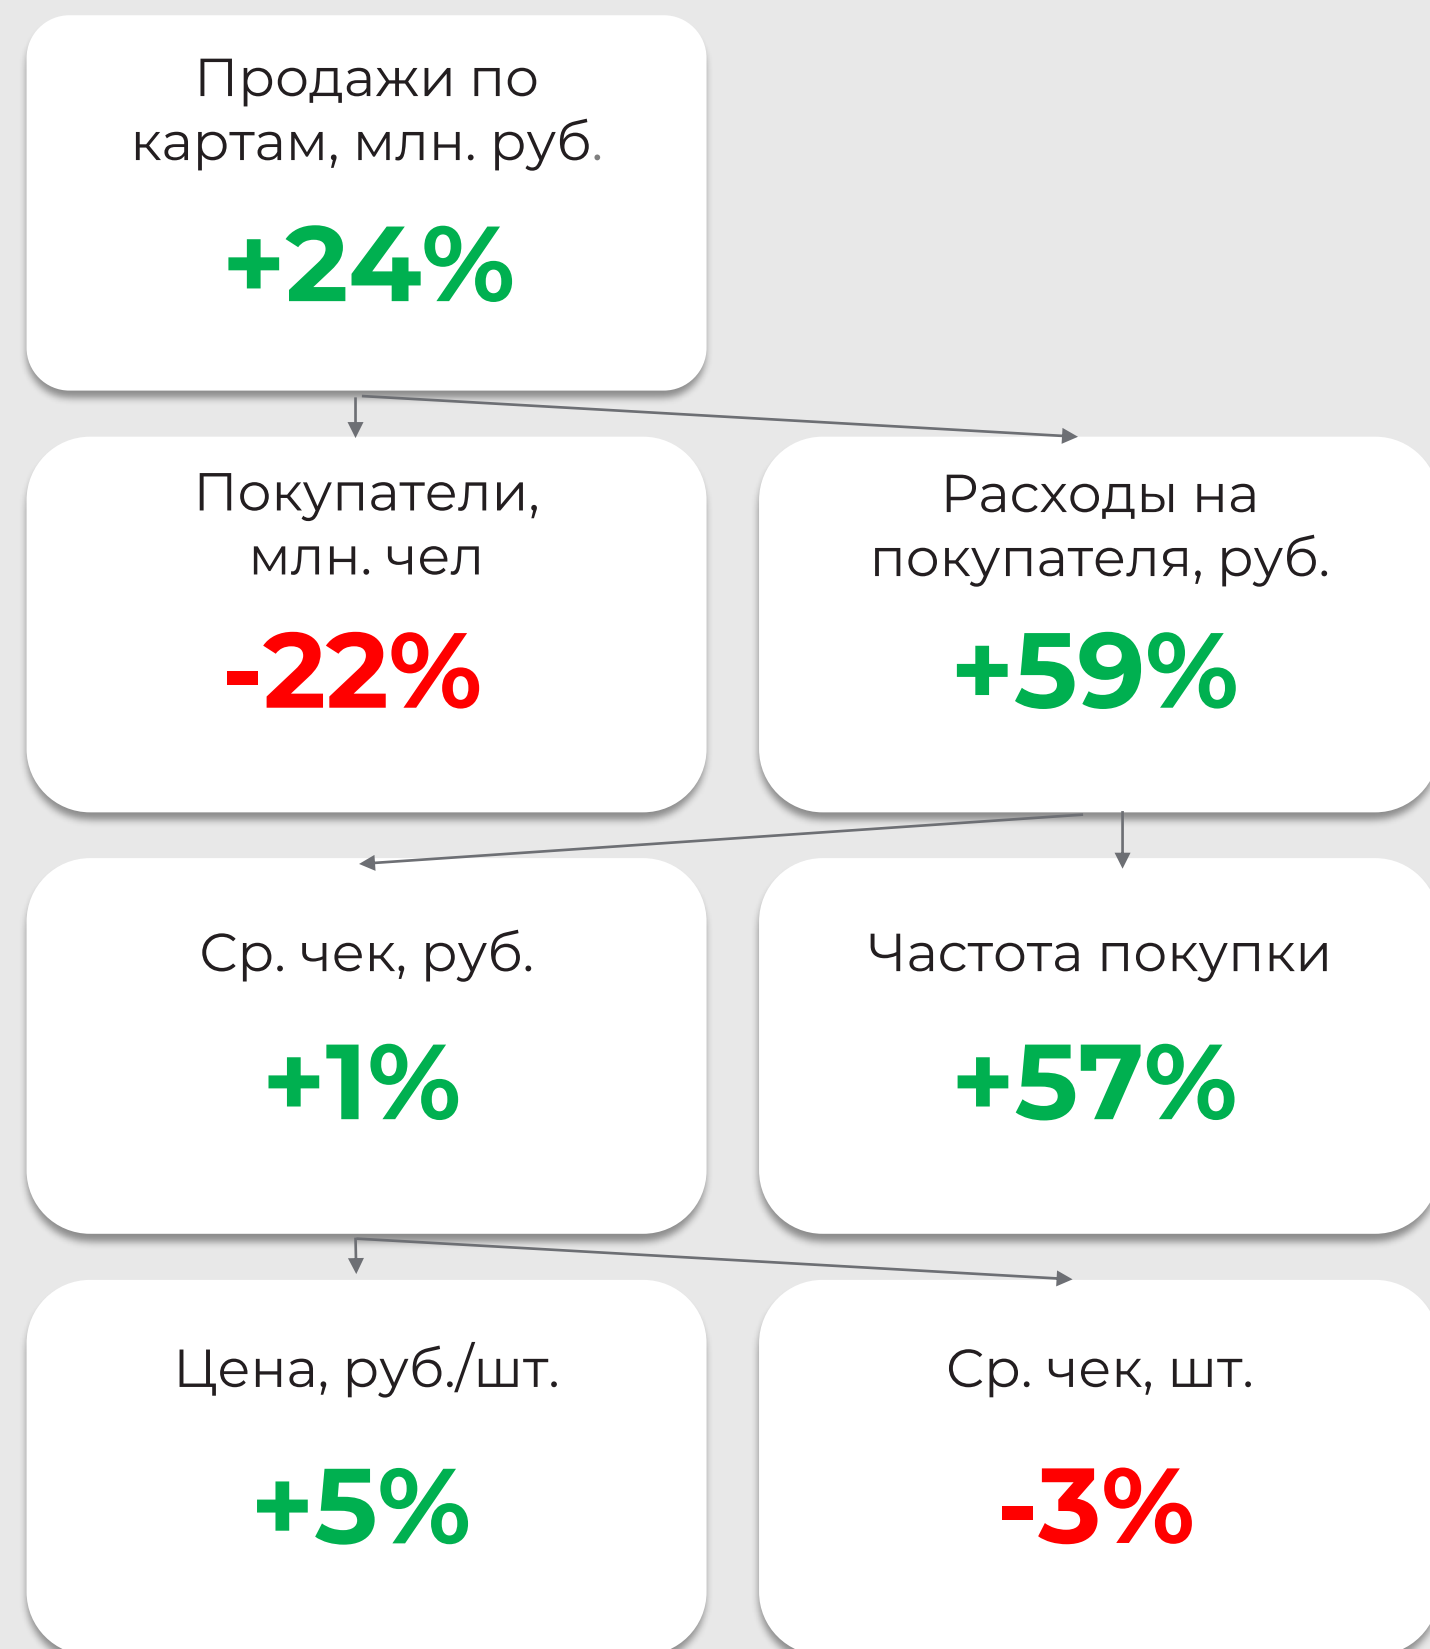 Продажи по
картам, млн. руб.
+24%
Покупатели,
млн. чел
-22%
Расходы на
покупателя, руб.
+59%
Ср. чек, руб.
+1%
Частота покупки
+57%
Цена, руб./шт.
+5%
Ср. чек, шт.
-3%